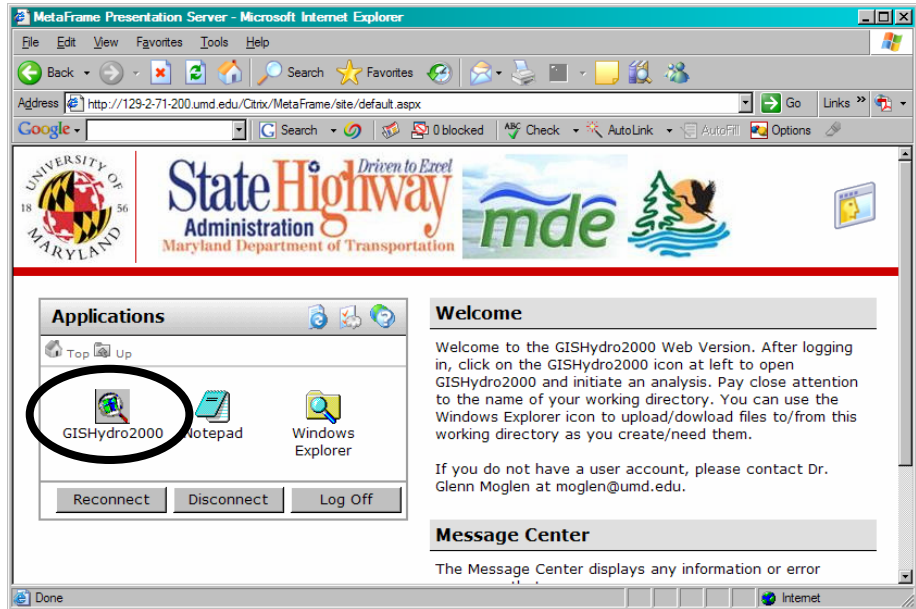 MetaFrame Presentation Server - Microsoft Internet Explorer
File Edit View Favorites Tools Help
Back Search Favorites
Address http://129-2-71-200.umd.edu/Citrix/MetaFrame/site/default.aspx Go Links »
Google Search 0 blocked ABC Check AutoLink AutoFill Options
UNIVERSITY OF
18 56
MARYLAND
Driven to Excel
State Highway
Administration
Maryland Department of Transportation
mde
Applications
Top Up
GISHydro2000 Notepad Windows
Explorer
Reconnect Disconnect Log Off
Welcome
Welcome to the GISHydro2000 Web Version. After logging
in, click on the GISHydro2000 icon at left to open
GISHydro2000 and initiate an analysis. Pay close attention
to the name of your working directory. You can use the
Windows Explorer icon to upload/dowload files to/from this
working directory as you create/need them.
If you do not have a user account, please contact Dr.
Glenn Moglen at moglen@umd.edu.
Message Center
The Message Center displays any information or error
Done Internet